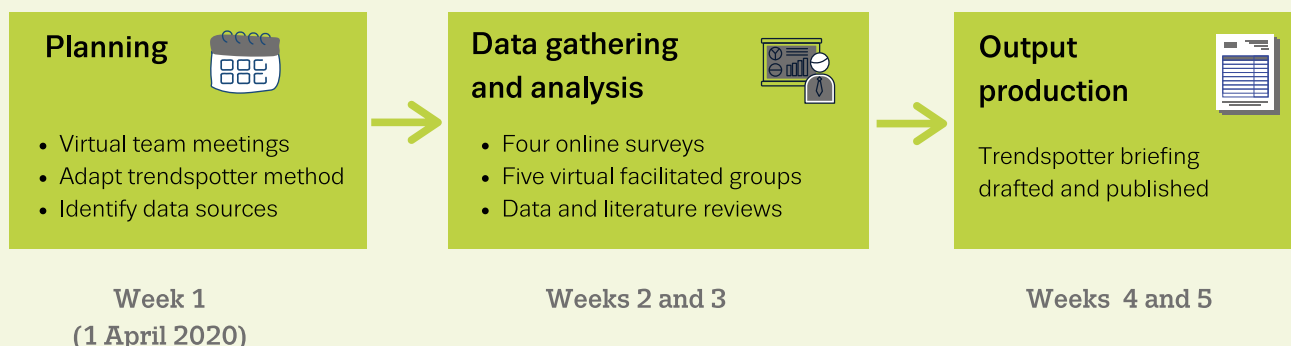 Planning
• Virtual team meetings
• Adapt trendspotter method
• Identify data sources
Week 1
(1 April 2020)
Data gathering
and analysis
• Four online surveys
• Five virtual facilitated groups
• Data and literature reviews
Weeks 2 and 3
Output
production
Trendspotter briefing
drafted and published
Weeks 4 and 5